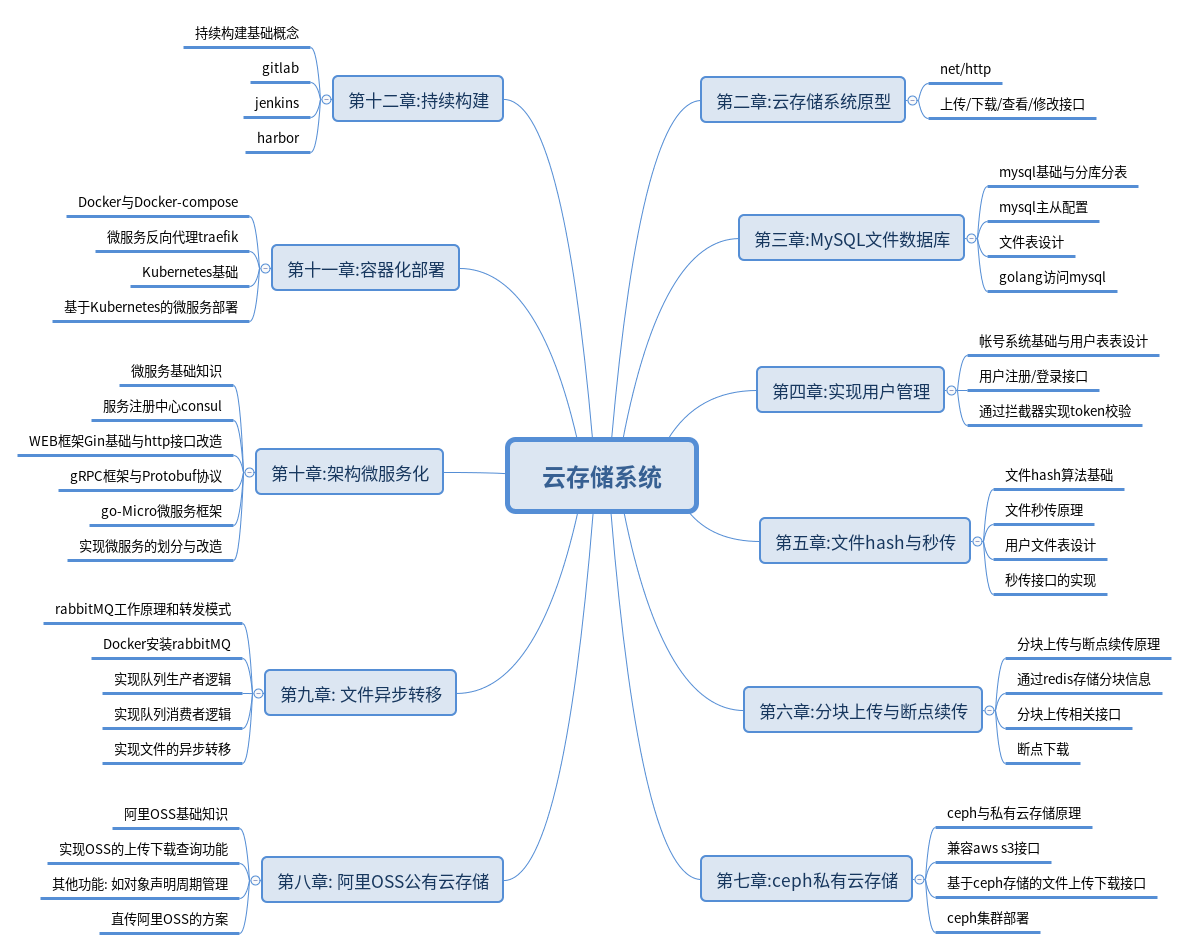 云存储系统
第二章:云存储系统原型
net/http
上传/下载/查看/修改接口
第三章:MySQL文件数据库
mysql基础与分库分表
mysql主从配置
文件表设计
golang访问mysql
第四章:实现用户管理
帐号系统基础与用户表表设计
用户注册/登录接口
通过拦截器实现token校验
第五章:文件hash与秒传
文件hash算法基础
文件秒传原理
用户文件表设计
秒传接口的实现
第六章:分块上传与断点续传
分块上传与断点续传原理
通过redis存储分块信息
分块上传相关接口
断点下载
第七章:ceph私有云存储
ceph与私有云存储原理
兼容aws s3接口
基于ceph存储的文件上传下载接口
ceph集群部署
第八章: 阿里OSS公有云存储
阿里OSS基础知识
实现OSS的上传下载查询功能
其他功能: 如对象声明周期管理
直传阿里OSS的方案
第九章: 文件异步转移
rabbitMQ工作原理和转发模式
Docker安装rabbitMQ
实现队列生产者逻辑
实现队列消费者逻辑
实现文件的异步转移
第十章:架构微服务化
微服务基础知识
服务注册中心consul
WEB框架Gin基础与http接口改造
gRPC框架与Protobuf协议
go-Micro微服务框架
实现微服务的划分与改造
第十一章:容器化部署
Docker与Docker-compose
微服务反向代理traefik
Kubernetes基础
基于Kubernetes的微服务部署
第十二章:持续构建
持续构建基础概念
gitlab
jenkins
harbor